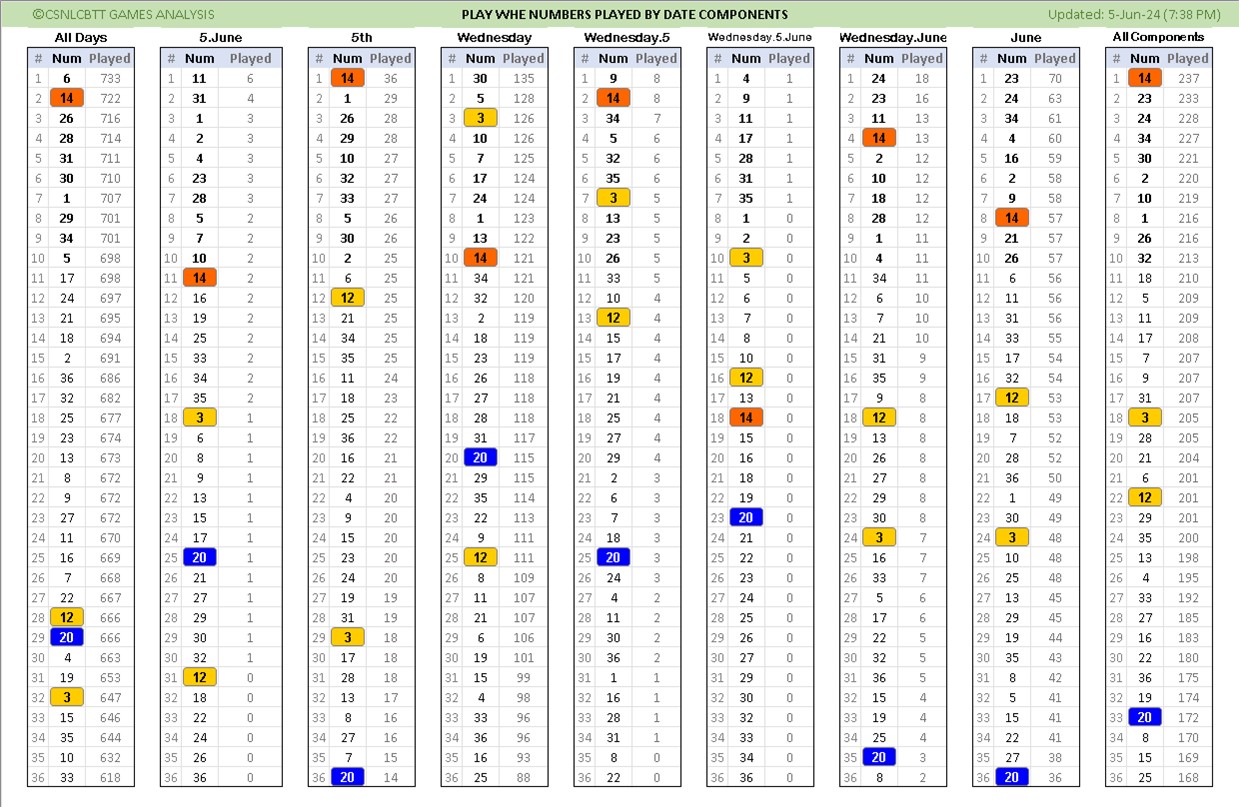 ©CSNLCBTT GAMES ANALYSIS PLAY WHE NUMBERS PLAYED BY DATE COMPONENTS Updated: 5-Jun-24 (7:38 PM)
All Days 5.June 5th Wednesday Wednesday.5 Wednesday.5.June Wednesday.June June All Components
# Num Played # Num Played # Num Played # Num Played # Num Played # Num Played # Num Played # Num Played # Num Played
1 6 733 1 11 6 1 14 36 1 30 135 1 9 8 1 4 1 1 24 18 1 23 70 1 14 237
2 14 722 2 31 4 2 1 29 2 5 128 2 14 8 2 9 1 2 23 16 2 24 63 2 23 233
3 26 716 3 1 3 3 26 28 3 3 126 3 34 7 3 11 1 3 11 13 3 34 61 3 24 228
4 28 714 4 2 3 4 29 28 4 10 126 4 5 6 4 17 1 4 14 13 4 4 60 4 34 227
5 31 711 5 4 3 5 10 27 5 7 125 5 32 6 5 28 1 5 2 12 5 16 59 5 30 221
6 30 710 6 23 3 6 32 27 6 17 124 6 35 6 6 31 1 6 10 12 6 2 58 6 2 220
7 1 707 7 28 3 7 33 27 7 24 124 7 3 5 7 35 1 7 18 12 7 9 58 7 10 219
8 29 701 8 5 2 8 5 26 8 1 123 8 13 5 8 1 0 8 28 12 8 14 57 8 1 216
9 34 701 9 7 2 9 30 26 9 13 122 9 23 5 9 2 0 9 1 11 9 21 57 9 26 216
10 5 698 10 10 2 10 2 25 10 14 121 10 26 5 10 3 0 10 4 11 10 26 57 10 32 213
11 17 698 11 14 2 11 6 25 11 34 121 11 33 5 11 5 0 11 34 11 11 6 56 11 18 210
12 24 697 12 16 2 12 12 25 12 32 120 12 10 4 12 6 0 12 6 10 12 11 56 12 5 209
13 21 695 13 19 2 13 21 25 13 2 119 13 12 4 13 7 0 13 7 10 13 31 56 13 11 209
14 18 694 14 25 2 14 34 25 14 18 119 14 15 4 14 8 0 14 21 10 14 33 55 14 17 208
15 2 691 15 33 2 15 35 25 15 23 119 15 17 4 15 10 0 15 31 9 15 17 54 15 7 207
16 36 686 16 34 2 16 11 24 16 26 118 16 19 4 16 12 0 16 35 9 16 32 54 16 9 207
17 32 682 17 35 2 17 18 23 17 27 118 17 21 4 17 13 0 17 9 8 17 12 53 17 31 207
18 25 677 18 3 1 18 25 22 18 28 118 18 25 4 18 14 0 18 12 8 18 18 53 18 3 205
19 23 674 19 6 1 19 36 22 19 31 117 19 27 4 19 15 0 19 13 8 19 7 52 19 28 205
20 13 673 20 8 1 20 16 21 20 20 115 20 29 4 20 16 0 20 26 8 20 28 52 20 21 204
21 8 672 21 9 1 21 22 21 21 29 115 21 2 3 21 18 0 21 27 8 21 36 50 21 6 201
22 9 672 22 13 1 22 4 20 22 35 114 22 6 3 22 19 0 22 29 8 22 1 49 22 12 201
23 27 672 23 15 1 23 9 20 23 22 113 23 7 3 23 20 0 23 30 8 23 30 49 23 29 201
24 11 670 24 17 1 24 15 20 24 9 111 24 18 3 24 21 0 24 3 7 24 3 48 24 35 200
25 16 669 25 20 1 25 23 20 25 12 111 25 20 3 25 22 0 25 16 7 25 10 48 25 13 198
26 7 668 26 21 1 26 24 20 26 8 109 26 24 3 26 23 0 26 33 7 26 25 48 26 4 195
27 22 667 27 27 1 27 19 19 27 11 107 27 4 2 27 24 0 27 5 6 27 13 45 27 33 192
28 12 666 28 29 1 28 31 19 28 21 107 28 11 2 28 25 0 28 17 6 28 29 45 28 27 185
29 20 666 29 30 1 29 3 18 29 6 106 29 30 2 29 26 0 29 22 5 29 19 44 29 16 183
30 4 663 30 32 1 30 17 18 30 19 101 30 36 2 30 27 0 30 32 5 30 35 43 30 22 180
31 19 653 31 12 0 31 28 18 31 15 99 31 1 1 31 29 0 31 36 5 31 8 42 31 36 175
32 3 647 32 18 0 32 13 17 32 4 98 32 16 1 32 30 0 32 15 4 32 5 41 32 19 174
33 15 646 33 22 0 33 8 16 33 33 96 33 28 1 33 32 0 33 19 4 33 15 41 33 20 172
34 35 644 34 24 0 34 27 16 34 36 96 34 31 1 34 33 0 34 25 4 34 22 41 34 8 170
35 10 632 35 26 0 35 7 15 35 16 93 35 8 0 35 34 0 35 20 3 35 27 38 35 15 169
36 33 618 36 36 0 36 20 14 36 25 88 36 22 0 36 36 0 36 8 2 36 20 36 36 25 168